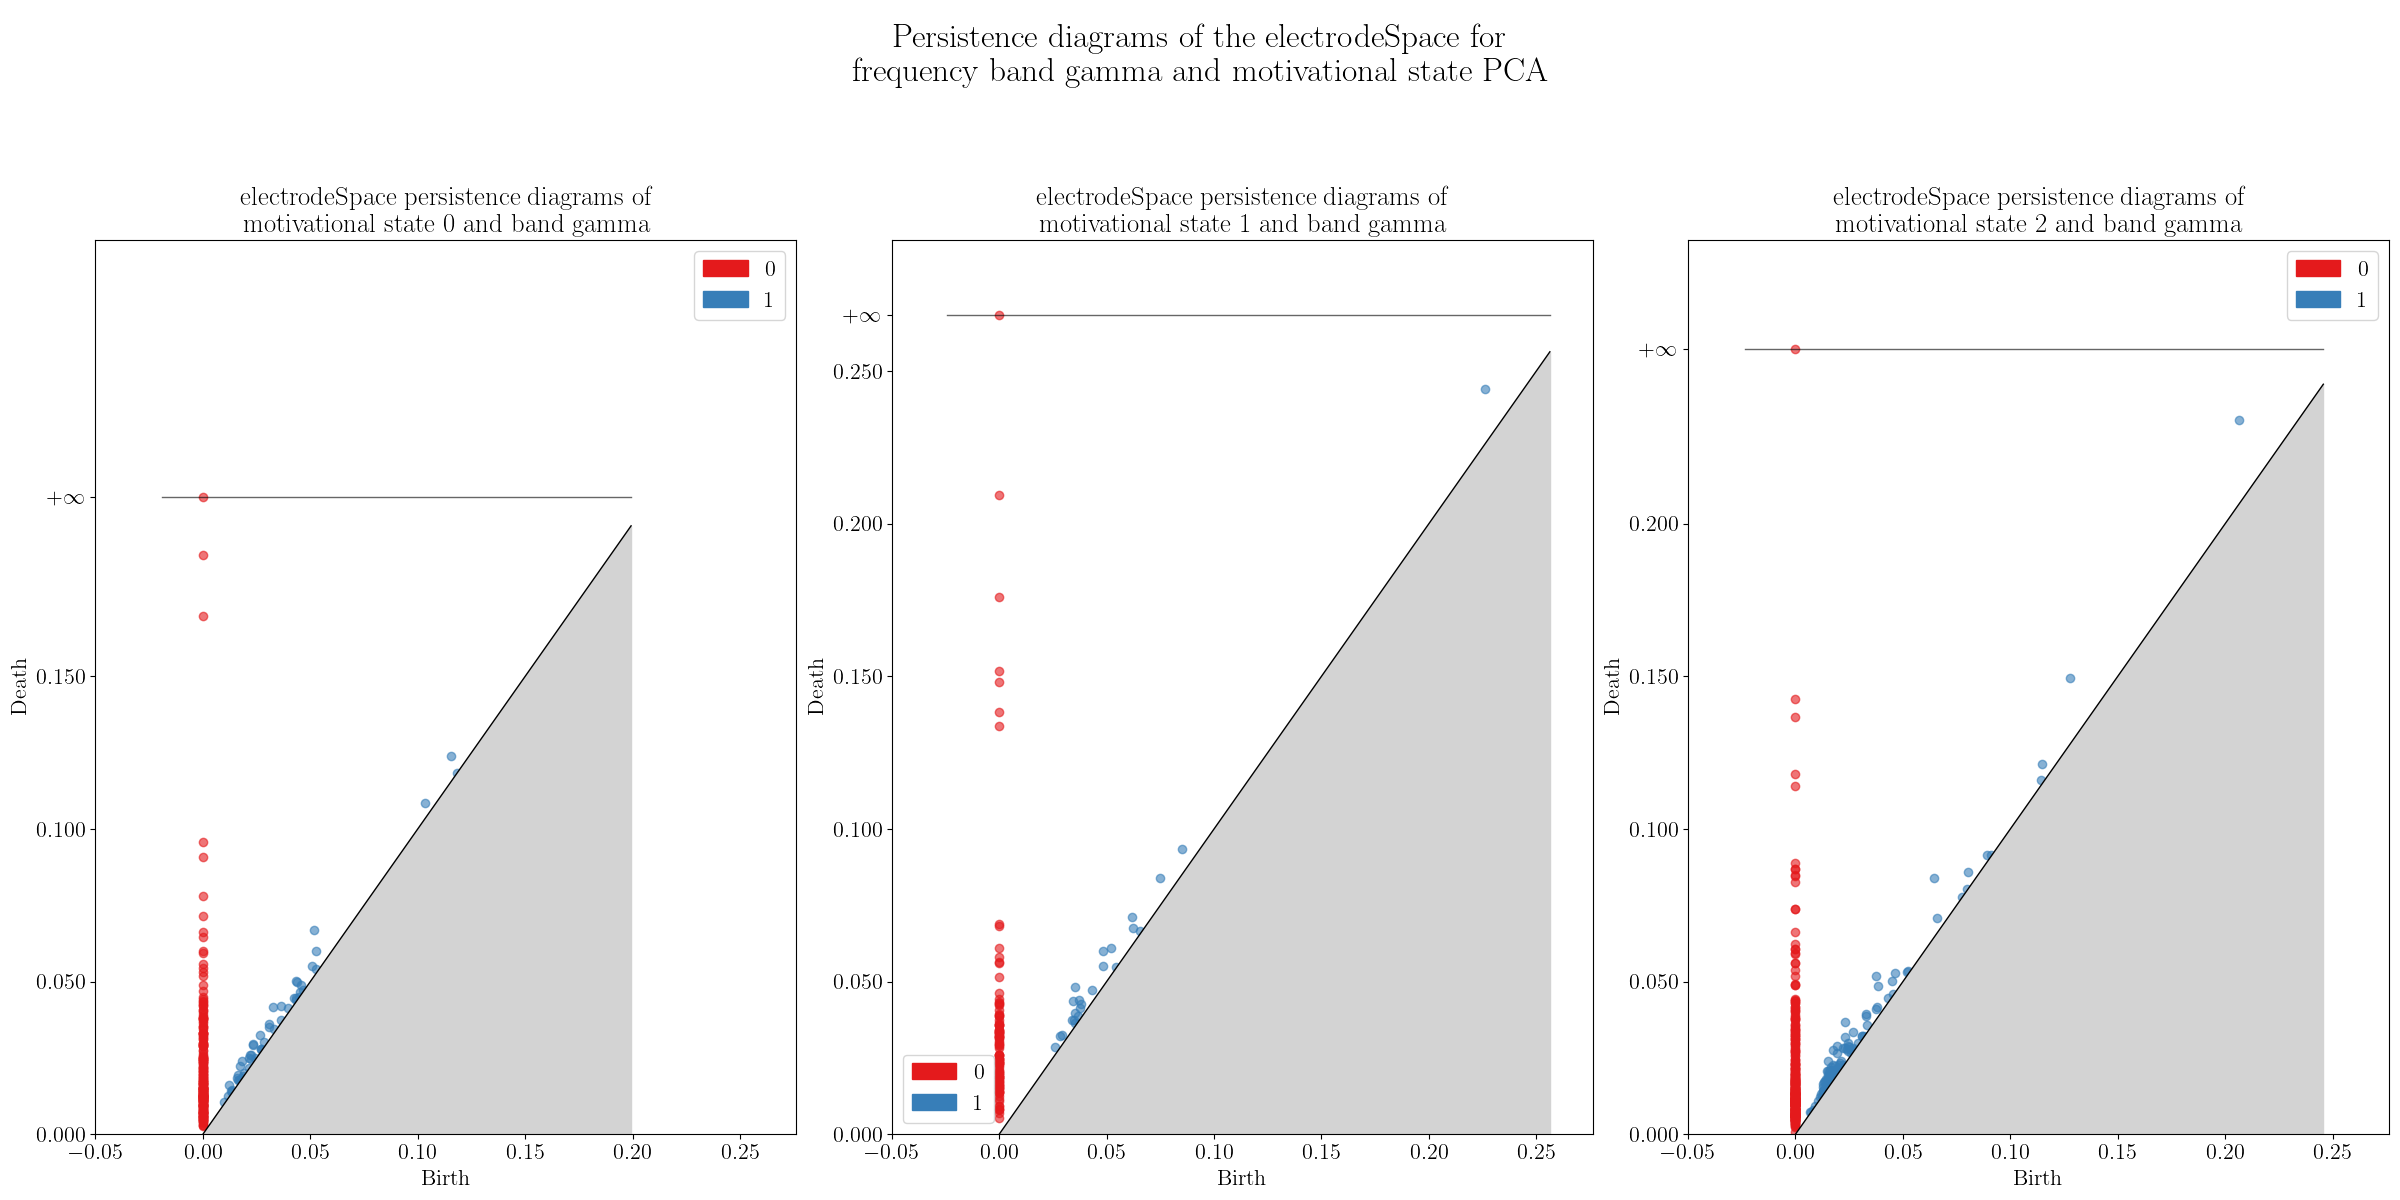 Persistence diagrams of the electrodeSpace for
frequency band gamma and motivational state PCA
electrodeSpace persistence diagrams of
motivational state 0 and band gamma
0
1
+∞
0.150
0.100
0.050
0.000
Death
−0.05 0.00 0.05 0.10 0.15 0.20 0.25
Birth
electrodeSpace persistence diagrams of
motivational state 1 and band gamma
+∞
0.250
0.200
0.150
0.100
0.050
0.000
Death
0
1
−0.05 0.00 0.05 0.10 0.15 0.20 0.25
Birth
electrodeSpace persistence diagrams of
motivational state 2 and band gamma
0
1
+∞
0.200
0.150
0.100
0.050
0.000
Death
−0.05 0.00 0.05 0.10 0.15 0.20 0.25
Birth